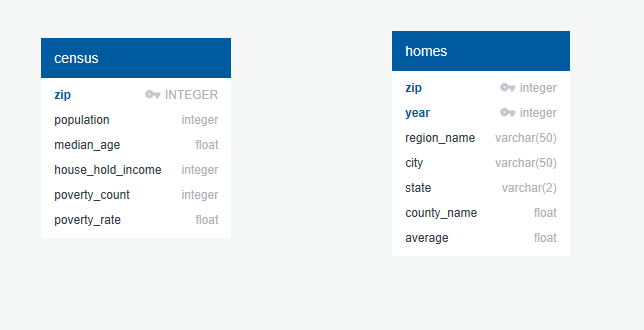 census
zip INTEGER
population integer
median_age float
house_hold_income integer
poverty_count integer
poverty_rate float
homes
zip integer
year integer
region_name varchar(50)
city varchar(50)
state varchar(2)
county_name float
average float